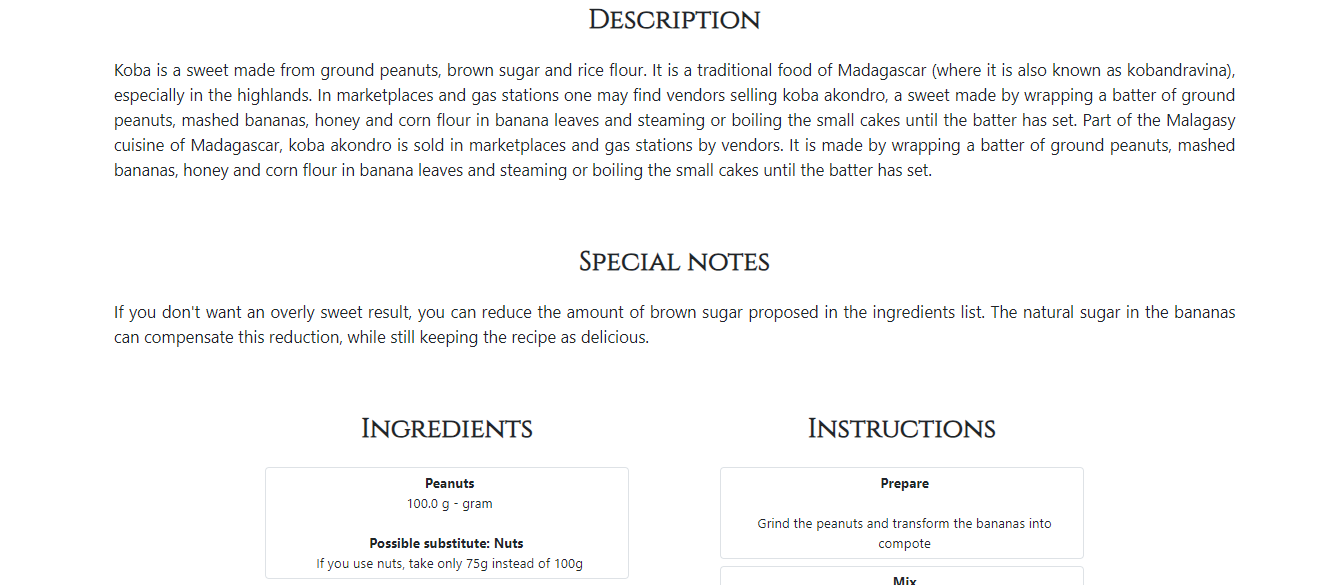 Description
Koba is a sweet made from ground peanuts, brown sugar and rice flour. It is a traditional food of Madagascar (where it is also known as kobandravina),
especially in the highlands. In marketplaces and gas stations one may find vendors selling koba akondro, a sweet made by wrapping a batter of ground
peanuts, mashed bananas, honey and corn flour in banana leaves and steaming or boiling the small cakes until the batter has set. Part of the Malagasy
cuisine of Madagascar, koba akondro is sold in marketplaces and gas stations by vendors. It is made by wrapping a batter of ground peanuts, mashed
bananas, honey and corn flour in banana leaves and steaming or boiling the small cakes until the batter has set.
Special notes
If you don't want an overly sweet result, you can reduce the amount of brown sugar proposed in the ingredients list. The natural sugar in the bananas
can compensate this reduction, while still keeping the recipe as delicious.
Ingredients
Peanuts
100.0 g - gram
Possible substitute: Nuts
If you use nuts, take only 75g instead of 100g
Instructions
Prepare
Grind the peanuts and transform the bananas into
compote
Mix